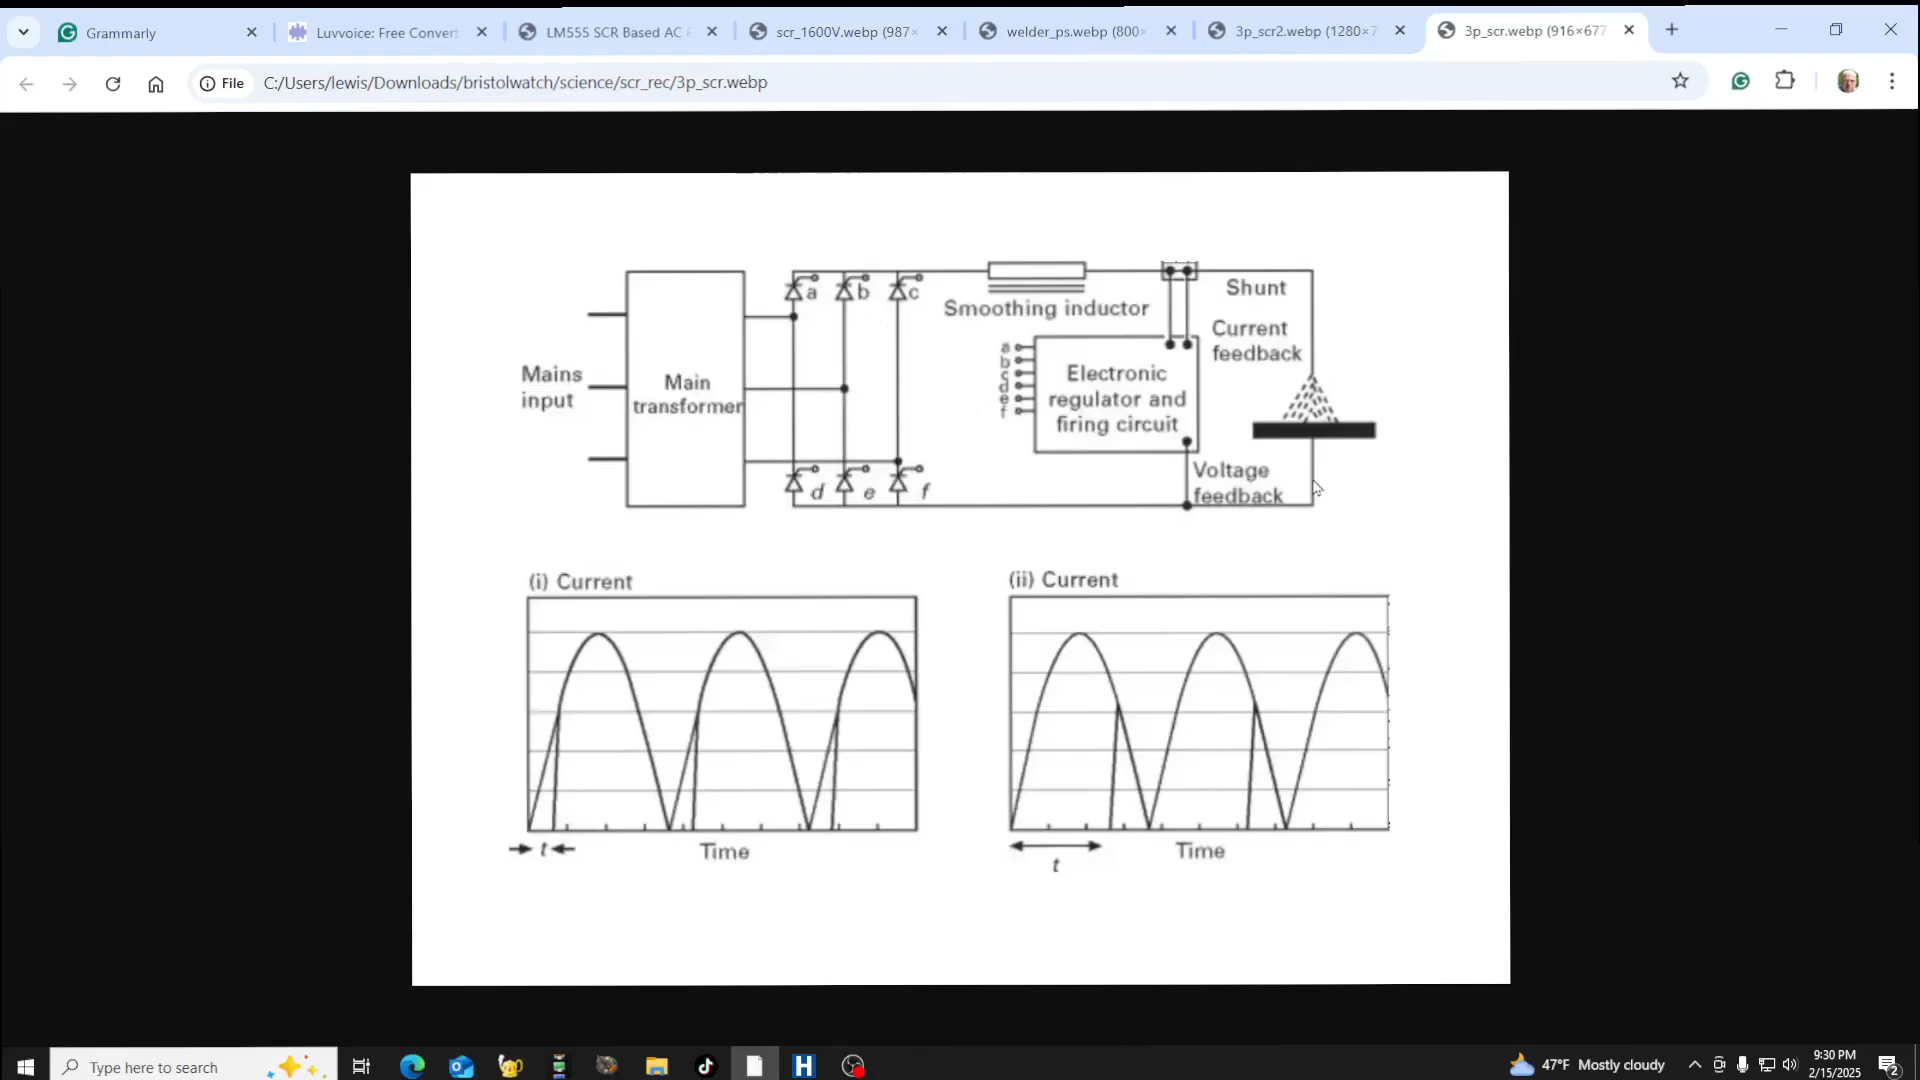 Grammarly
Luvvoice: Free Convert
LM555 SCR Based AC P
scr_1600V.webp (987×
welder_ps.webp (800×
3p_scr2.webp (1280×7
3p_scr.webp (916×677
File
C:/Users/lewis/Downloads/bristolwatch/science/scr_rec/3p_scr.webp
a b c
Shunt
Smoothing inductor
Current
feedback
Mains
input
Main
transformer
a
b
c
d
e
f
Electronic
regulator and
firing circuit
Voltage
feedback
d e f
(i) Current
(ii) Current
t
Time
t
Time
Type here to search
47°F Mostly cloudy
9:30 PM
2/15/2025
2